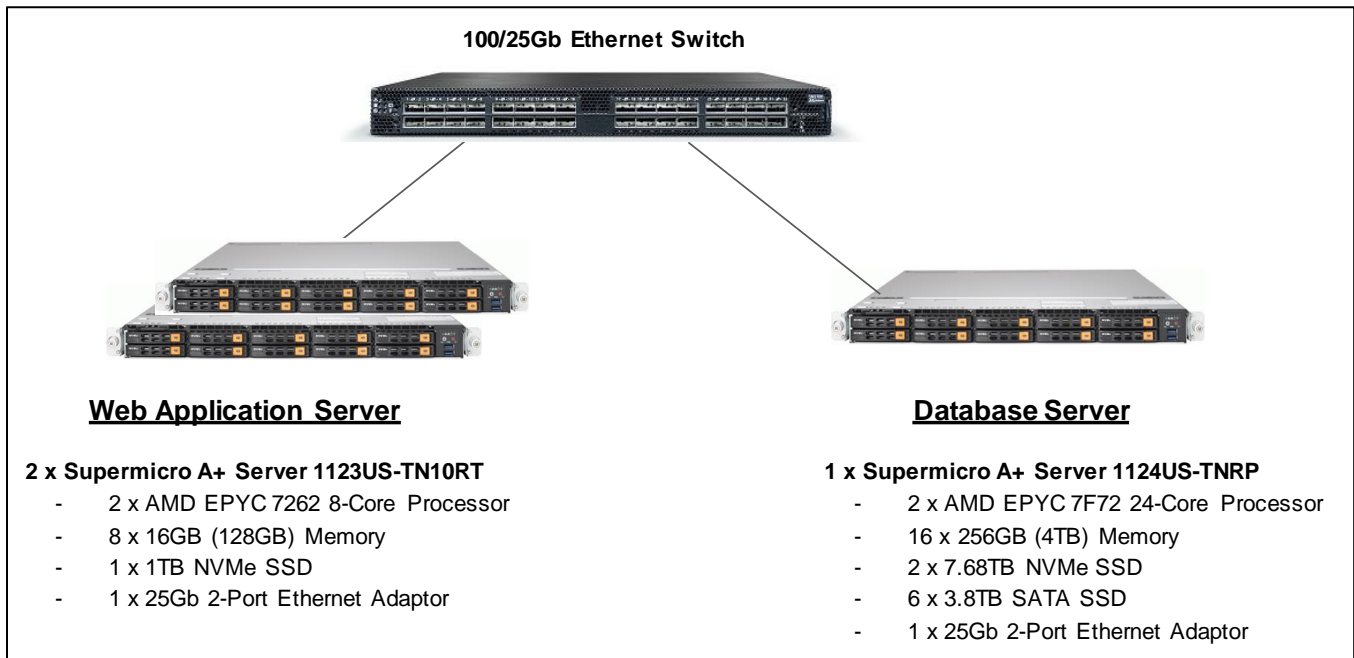 100/25Gb Ethernet Switch
Web Application Server
2 x Supermicro A+ Server 1123US-TN10RT
- 2 x AMD EPYC 7262 8-Core Processor
- 8 x 16GB (128GB) Memory
- 1 x 1TB NVMe SSD
- 1 x 25Gb 2-Port Ethernet Adaptor
Database Server
1 x Supermicro A+ Server 1124US-TNRP
- 2 x AMD EPYC 7F72 24-Core Processor
- 16 x 256GB (4TB) Memory
- 2 x 7.68TB NVMe SSD
- 6 x 3.8TB SATA SSD
- 1 x 25Gb 2-Port Ethernet Adaptor